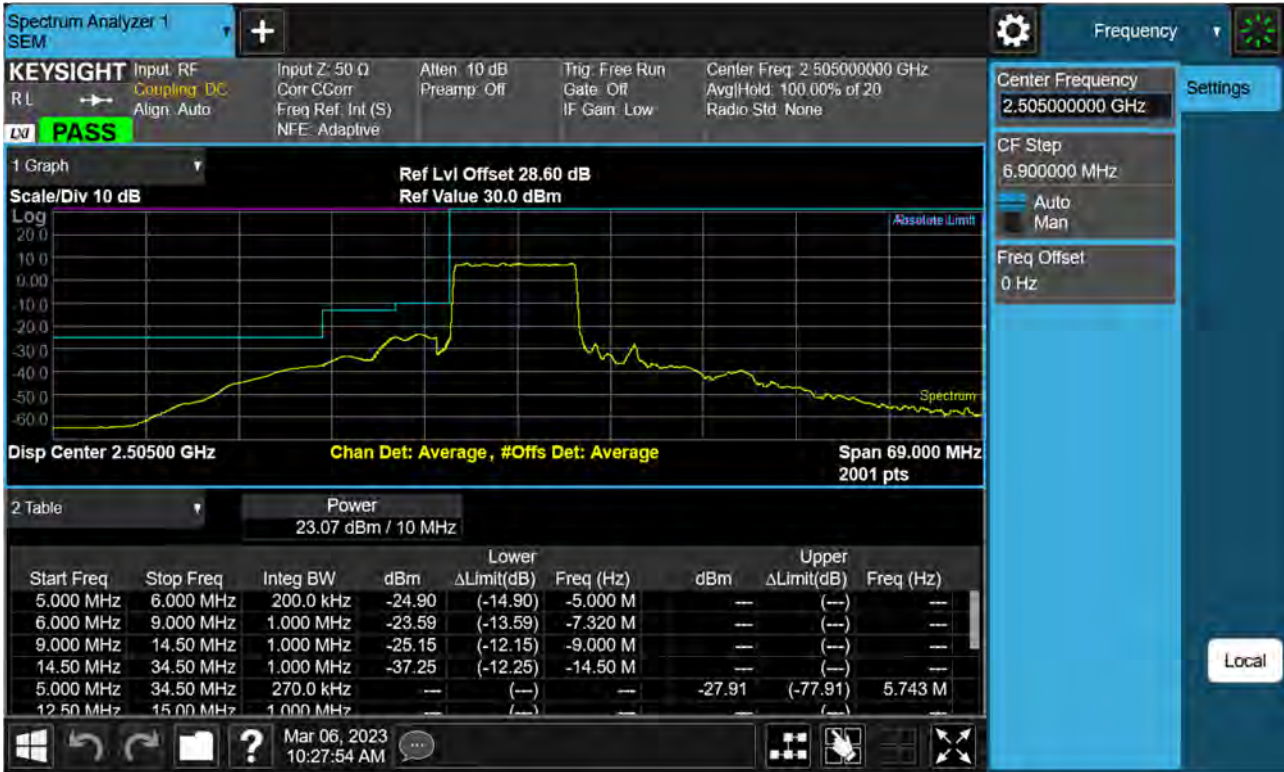 Spectrum Analyzer 1
SEM
Frequency
KEYSIGHT
R L
LXI PASS
Input: RF
Coupling: DC
Align: Auto
Input Z: 50 Ω
Corr CCorr
Freq Ref: Int (S)
NFE: Adaptive
Atten: 10 dB
Preamp: Off
Trig: Free Run
Gate: Off
IF Gain: Low
Center Freq: 2.505000000 GHz
Avg|Hold: 100.00% of 20
Radio Std: None
Center Frequency
2.505000000 GHz
Settings
CF Step
6.900000 MHz
Auto
Man
Freq Offset
0 Hz
1 Graph
Scale/Div 10 dB
Ref Lvl Offset 28.60 dB
Ref Value 30.0 dBm
Log
Absolute Limit
20.0
10.0
0.00
-10.0
-20.0
-30.0
-40.0
-50.0
-60.0
Spectrum
Disp Center 2.50500 GHz
Chan Det: Average, #Offs Det: Average
Span 69.000 MHz
2001 pts
2 Table
Power
23.07 dBm / 10 MHz
Lower Upper
Start Freq Stop Freq Integ BW dBm ΔLimit(dB) Freq (Hz) dBm ΔLimit(dB) Freq (Hz)
5.000 MHz 6.000 MHz 200.0 kHz -24.90 (-14.90) -5.000 M --- (---) ---
6.000 MHz 9.000 MHz 1.000 MHz -23.59 (-13.59) -7.320 M --- (---) ---
9.000 MHz 14.50 MHz 1.000 MHz -25.15 (-12.15) -9.000 M --- (---) ---
14.50 MHz 34.50 MHz 1.000 MHz -37.25 (-12.25) -14.50 M --- (---) ---
5.000 MHz 34.50 MHz 270.0 kHz --- (---) --- -27.91 (-77.91) 5.743 M
12.50 MHz 15.00 MHz 1.000 MHz --- (---) --- --- (---) ---
Local
?
Mar 06, 2023
10:27:54 AM